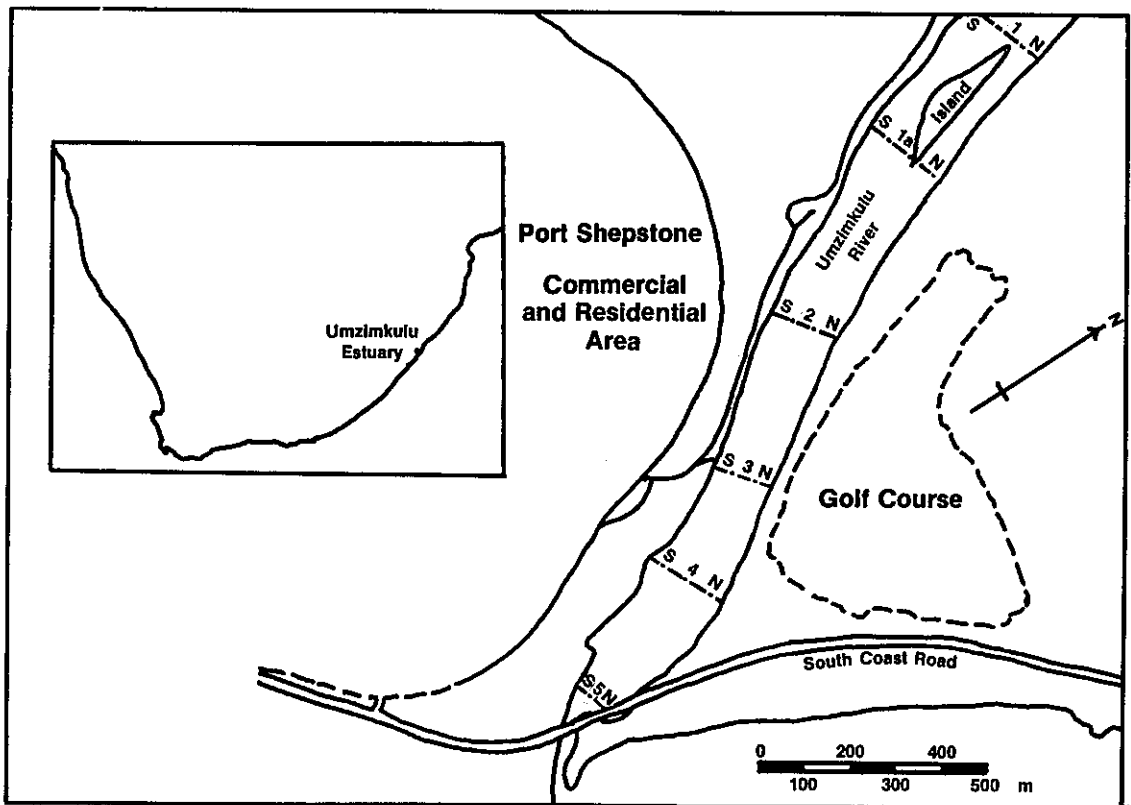 S 1 N
Island
S 1a N
Umzimkulu
River
Port Shepstone
Commercial
and Residential
Area
Umzimkulu
Estuary
S 2 N
N
S 3 N
Golf Course
S 4 N
South Coast Road
S 5 N
0 200 400
100 300 500 m